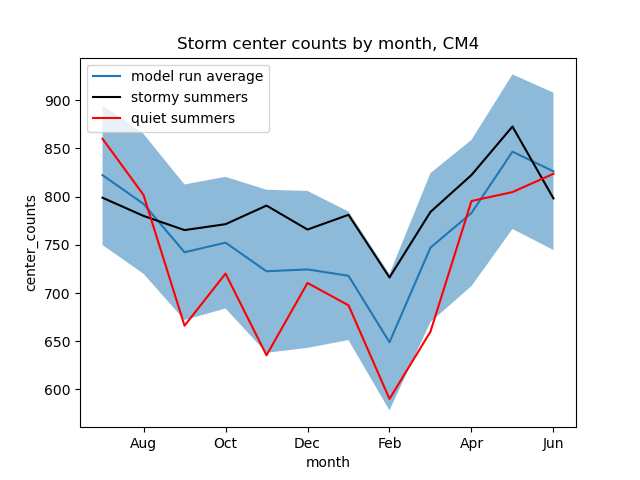 Storm center counts by month, CM4
model run average
stormy summers
quiet summers
900
850
800
750
700
650
600
center_counts
Aug Oct Dec Feb Apr Jun
month